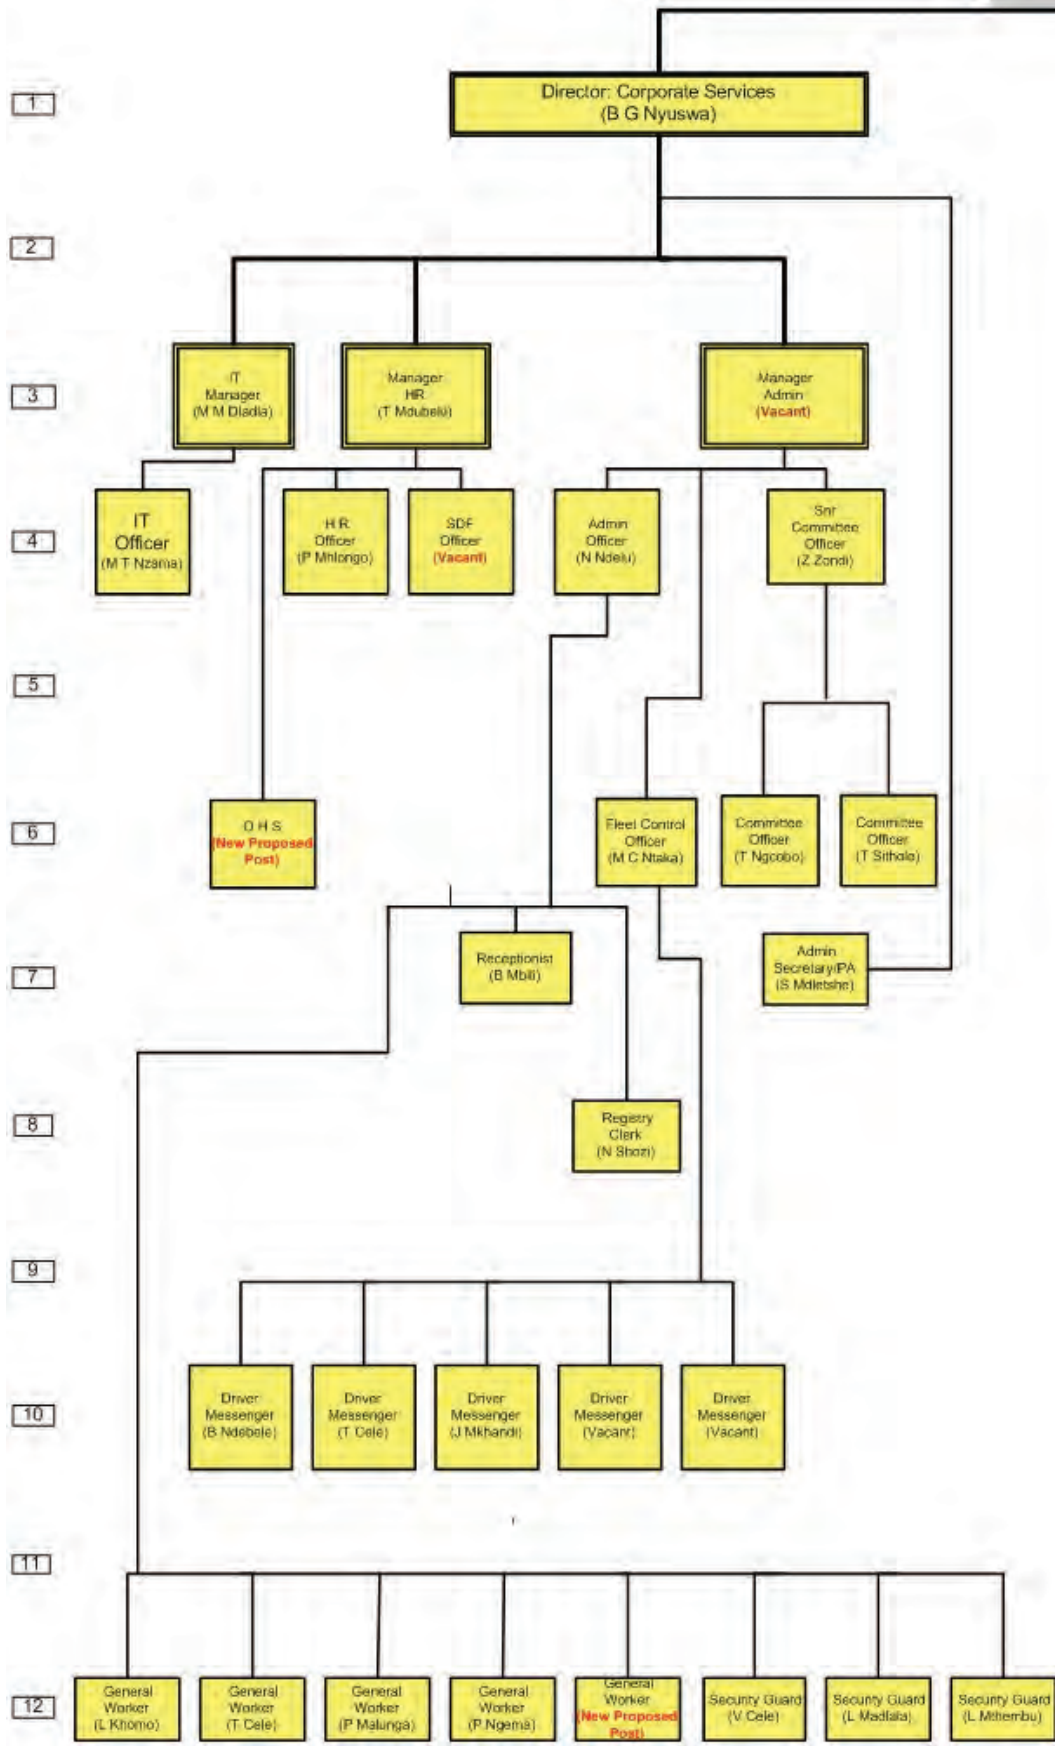 1
Director: Corporate Services
(B G Nyuswa)
2
3
IT
Manager
(M M Dladla)
Manager
HR
(T Mdubelu)
Manager
Admin
(Vacant)
4
IT
Officer
(M T Nzama)
H R
Officer
(P Mhlongo)
SDF
Officer
(Vacant)
Admin
Officer
(N Ndelu)
Snr
Committee
Officer
(Z Zondi)
5
6
O H S
(New Proposed
Post)
Fleet Control
Officer
(M C Ntaka)
Committee
Officer
(T Ngcobo)
Committee
Officer
(T Sithole)
7
Receptionist
(B Mbili)
Admin
Secretary/PA
(S Mdletshe)
8
Registry
Clerk
(N Shozi)
9
10
Driver
Messenger
(B Ndebele)
Driver
Messenger
(T Cele)
Driver
Messenger
(J Mkhandi)
Driver
Messenger
(Vacant)
Driver
Messenger
(Vacant)
11
12
General
Worker
(L Khomo)
General
Worker
(T Cele)
General
Worker
(P Malunga)
General
Worker
(P Ngema)
General
Worker
(New Proposed
Post)
Security Guard
(V Cele)
Security Guard
(L Madlala)
Security Guard
(L Mthembu)